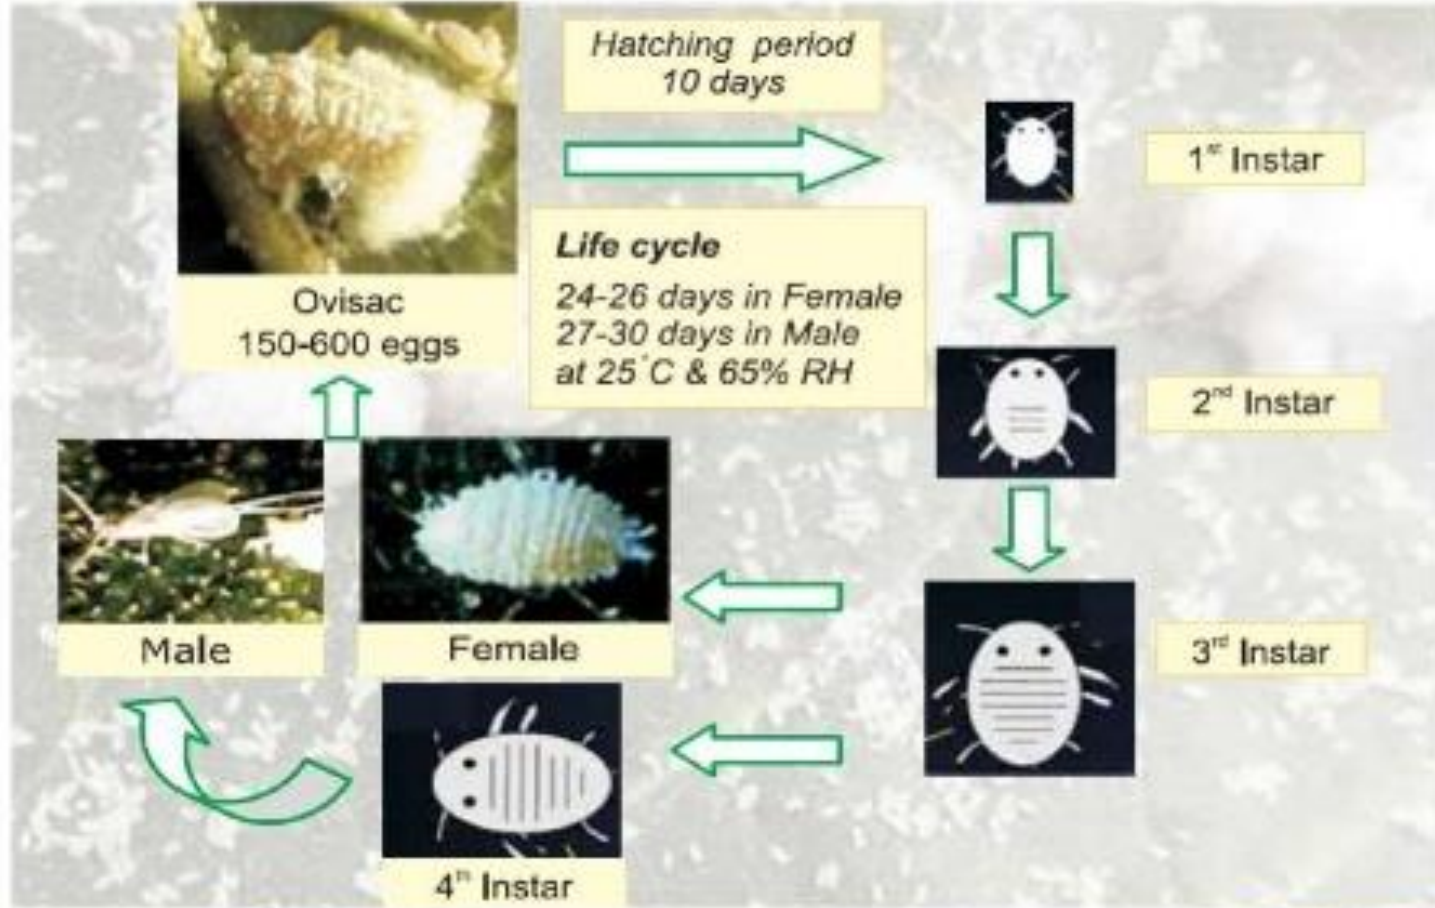 Hatching period
10 days
1st Instar
Life cycle
24-26 days in Female
27-30 days in Male
at 25°C & 65% RH
Ovisac
150-600 eggs
2nd Instar
3rd Instar
Male
Female
4th Instar